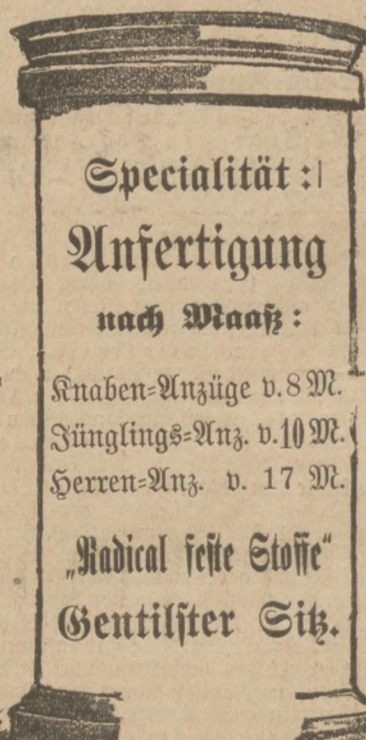 Specialität:
Anfertigung
nach Maaß:
Knaben-Anzüge v. 8 M.
Jünglings-Anz. v. 10 M.
Herren-Anz. v. 17 M.
„Radical feste Stoffe“
Gentilster Sitz.